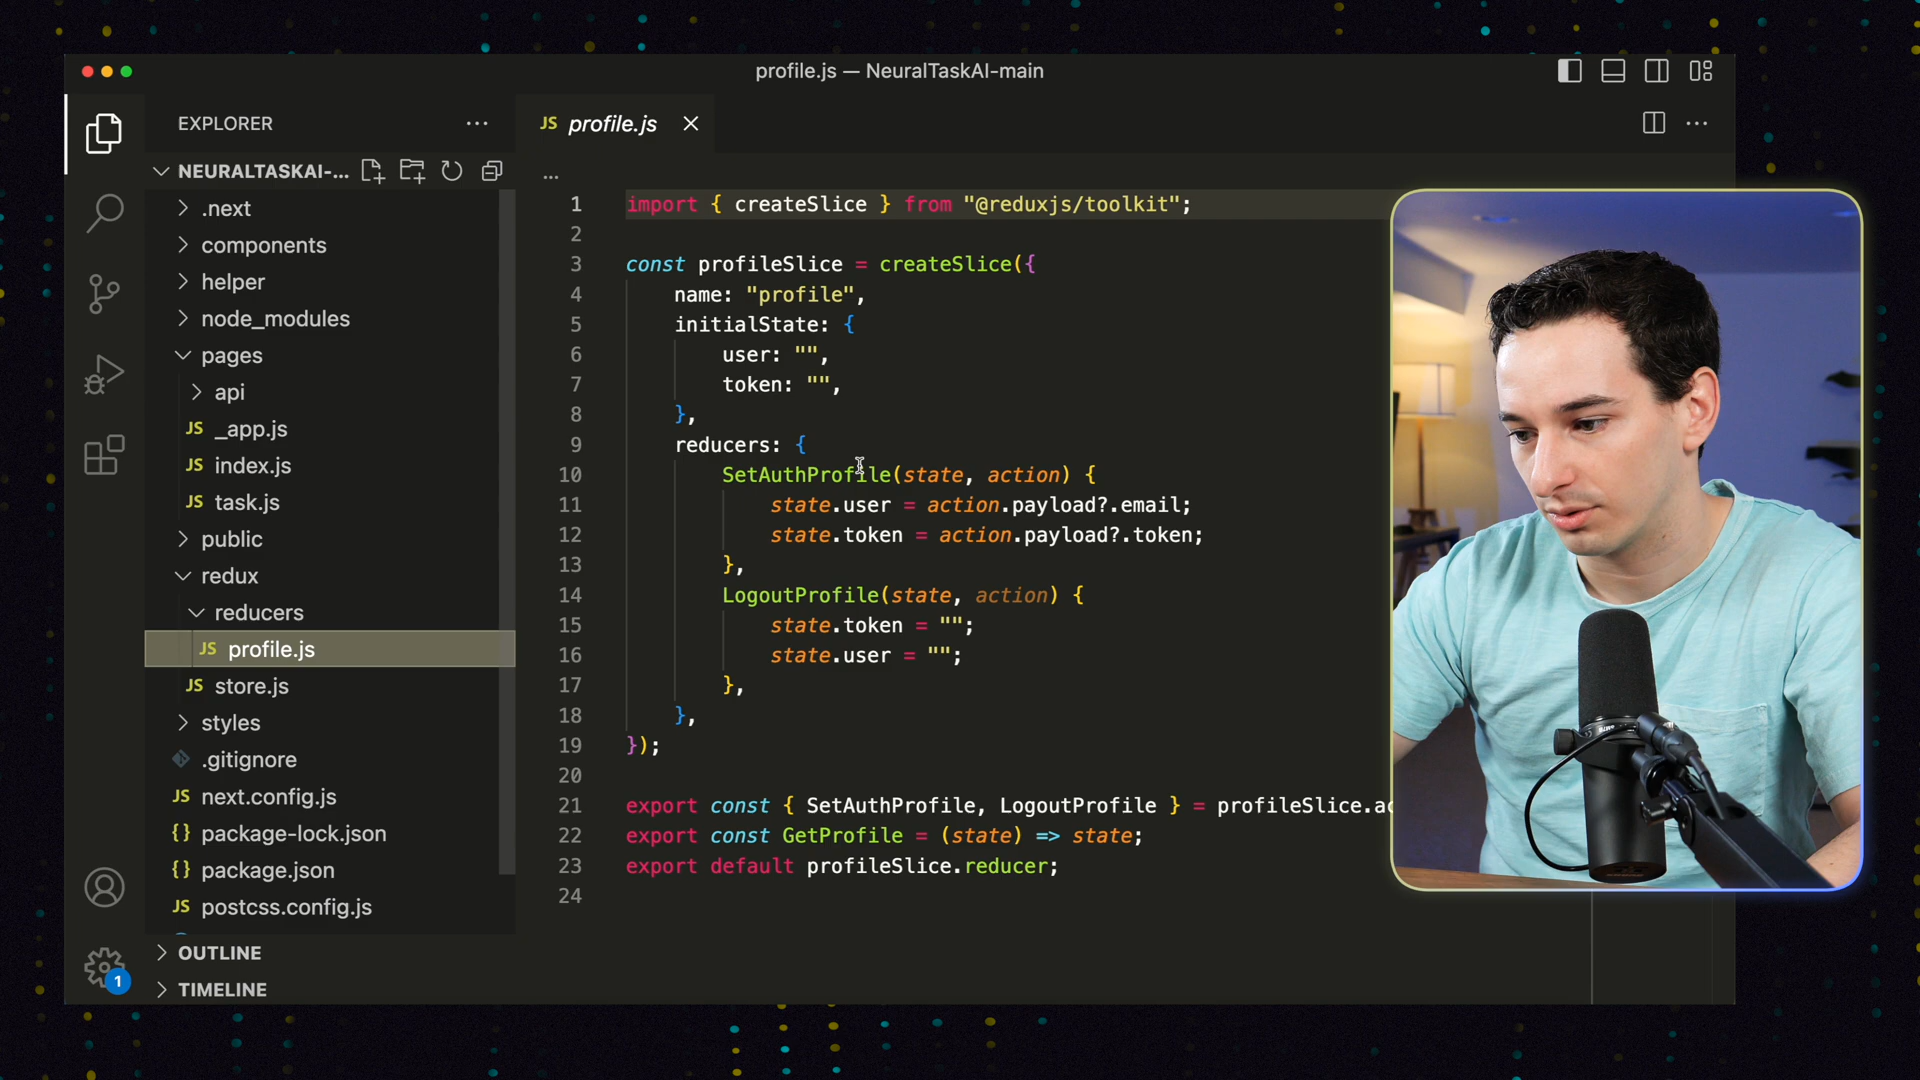 profile.js — NeuralTaskAI-main
EXPLORER
JS profile.js
NEURALTASKAI-...
...
.next
components
helper
node_modules
pages
api
JS _app.js
JS index.js
JS task.js
public
redux
reducers
JS profile.js
JS store.js
styles
.gitignore
JS next.config.js
{} package-lock.json
{} package.json
JS postcss.config.js
OUTLINE
TIMELINE
1
1 import { createSlice } from "@reduxjs/toolkit";
2
3 const profileSlice = createSlice({
4 name: "profile",
5 initialState: {
6 user: "",
7 token: "",
8 },
9 reducers: {
10 SetAuthProfile(state, action) {
11 state.user = action.payload?.email;
12 state.token = action.payload?.token;
13 },
14 LogoutProfile(state, action) {
15 state.token = "";
16 state.user = "";
17 },
18 },
19 });
20
21 export const { SetAuthProfile, LogoutProfile } = profileSlice.ac
22 export const GetProfile = (state) => state;
23 export default profileSlice.reducer;
24